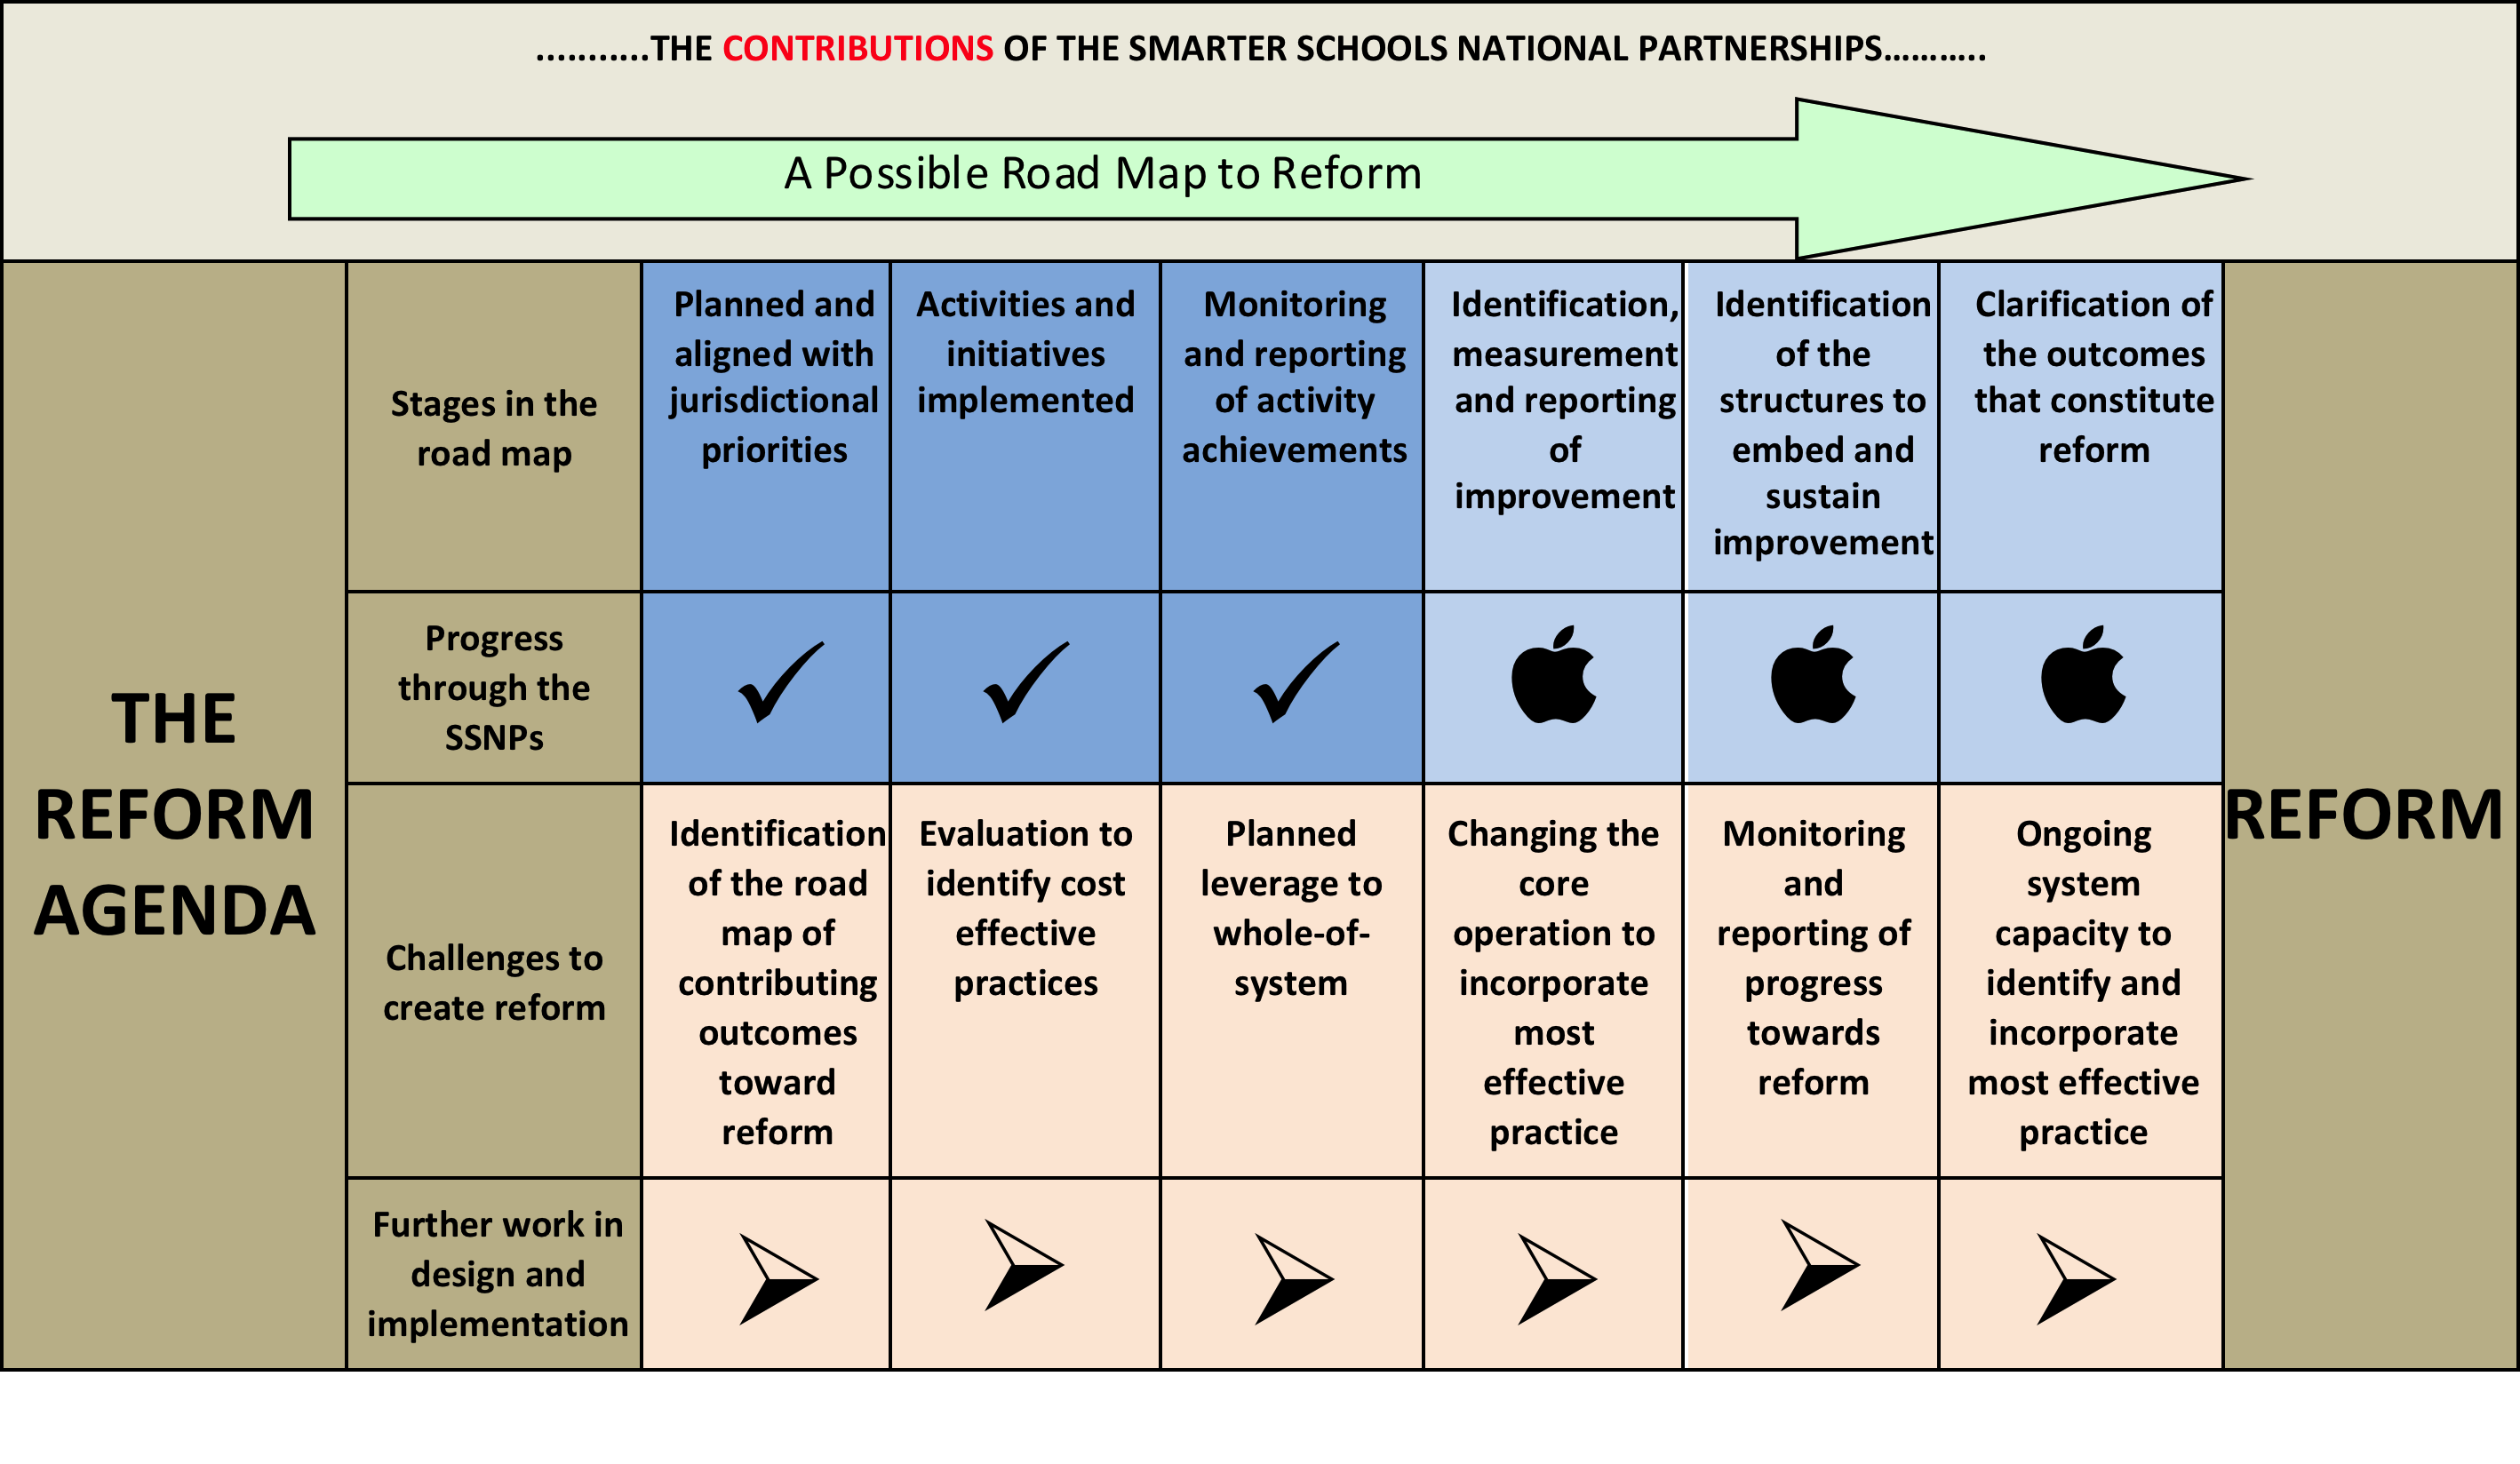 ...........THE CONTRIBUTIONS OF THE SMARTER SCHOOLS NATIONAL PARTNERSHIPS...........
A Possible Road Map to Reform
THE
REFORM
AGENDA
Stages in the
road map
Planned and
aligned with
jurisdictional
priorities
Activities and
initiatives
implemented
Monitoring
and reporting
of activity
achievements
Identification,
measurement
and reporting
of
improvement
Identification
of the
structures to
embed and
sustain
improvement
Clarification of
the outcomes
that constitute
reform
Progress
through the
SSNPs
Challenges to
create reform
Identification
of the road
map of
contributing
outcomes
toward
reform
Evaluation to
identify cost
effective
practices
Planned
leverage to
whole-of-
system
Changing the
core
operation to
incorporate
most
effective
practice
Monitoring
and
reporting of
progress
towards
reform
Ongoing
system
capacity to
identify and
incorporate
most effective
practice
Further work in
design and
implementation
REFORM